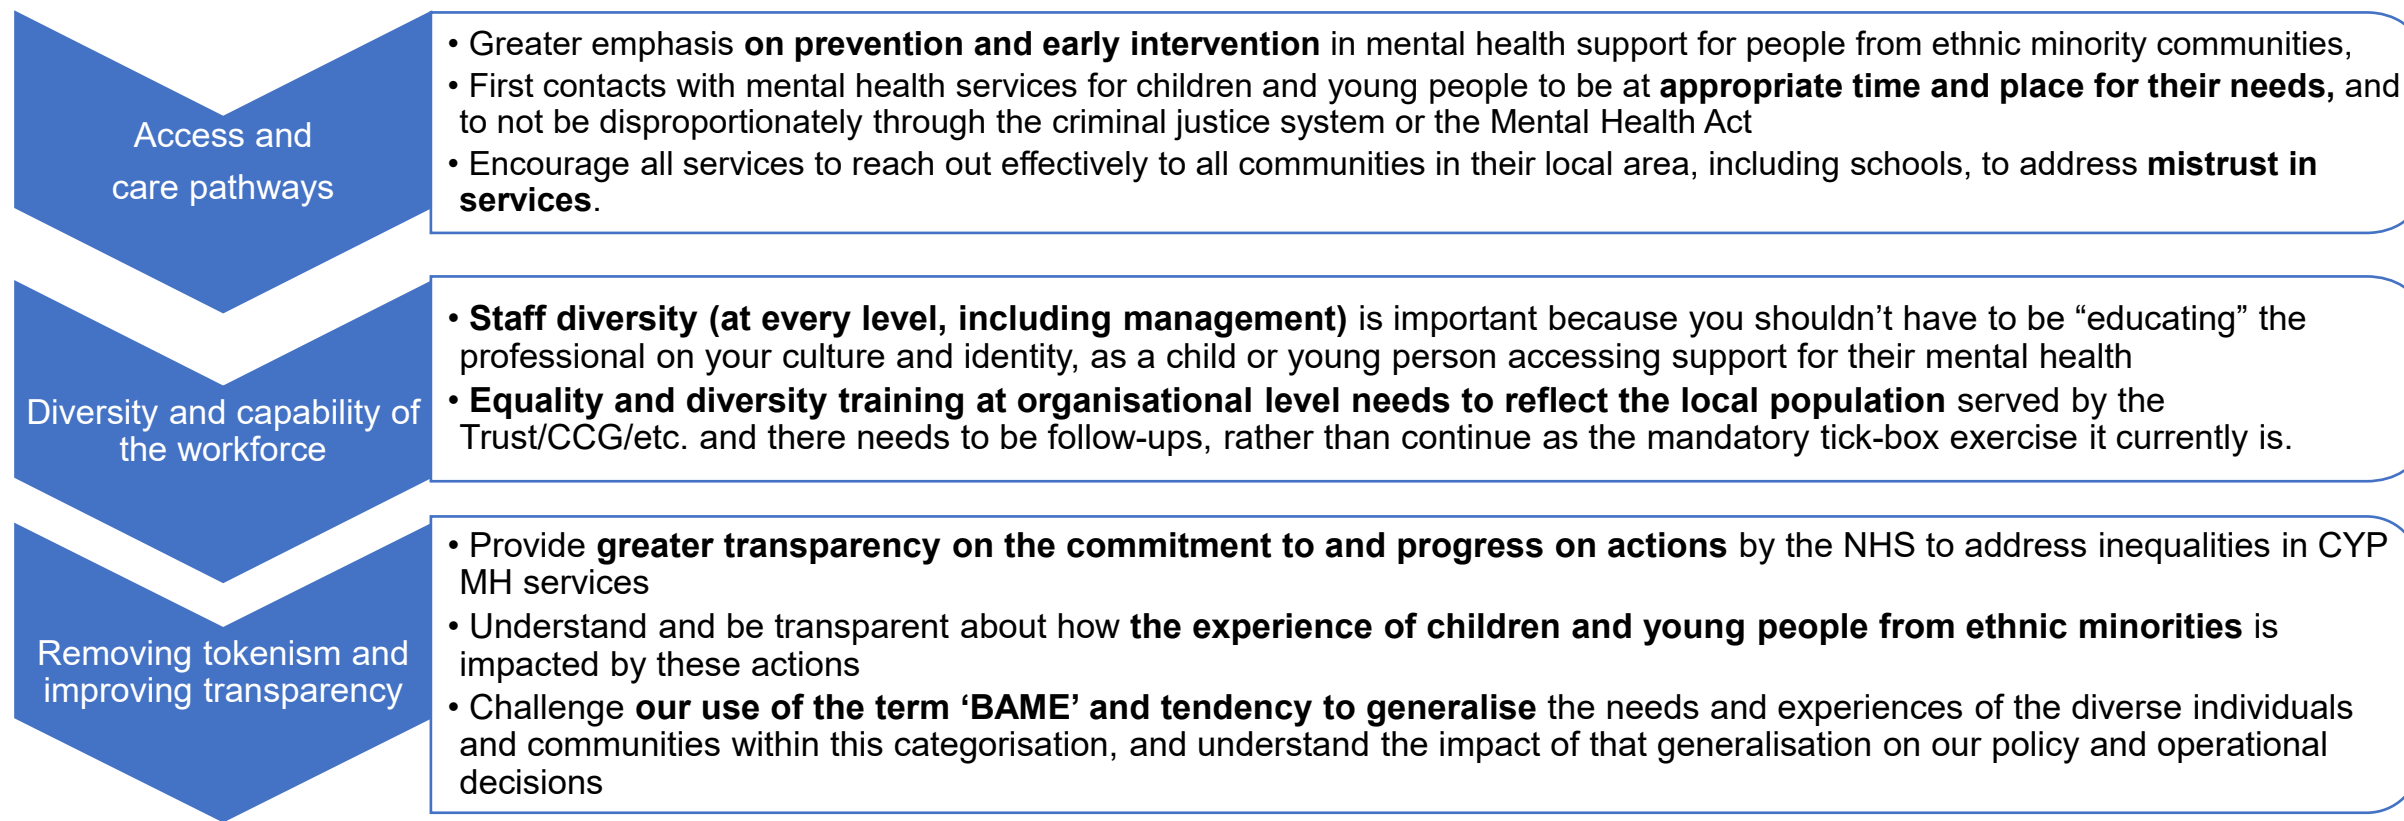 Access and
care pathways
• Greater emphasis on prevention and early intervention in mental health support for people from ethnic minority communities,
• First contacts with mental health services for children and young people to be at appropriate time and place for their needs, and
to not be disproportionately through the criminal justice system or the Mental Health Act
• Encourage all services to reach out effectively to all communities in their local area, including schools, to address mistrust in
services.
Diversity and capability of
the workforce
• Staff diversity (at every level, including management) is important because you shouldn’t have to be “educating” the
professional on your culture and identity, as a child or young person accessing support for their mental health
• Equality and diversity training at organisational level needs to reflect the local population served by the
Trust/CCG/etc. and there needs to be follow-ups, rather than continue as the mandatory tick-box exercise it currently is.
Removing tokenism and
improving transparency
• Provide greater transparency on the commitment to and progress on actions by the NHS to address inequalities in CYP
MH services
• Understand and be transparent about how the experience of children and young people from ethnic minorities is
impacted by these actions
• Challenge our use of the term ‘BAME’ and tendency to generalise the needs and experiences of the diverse individuals
and communities within this categorisation, and understand the impact of that generalisation on our policy and operational
decisions